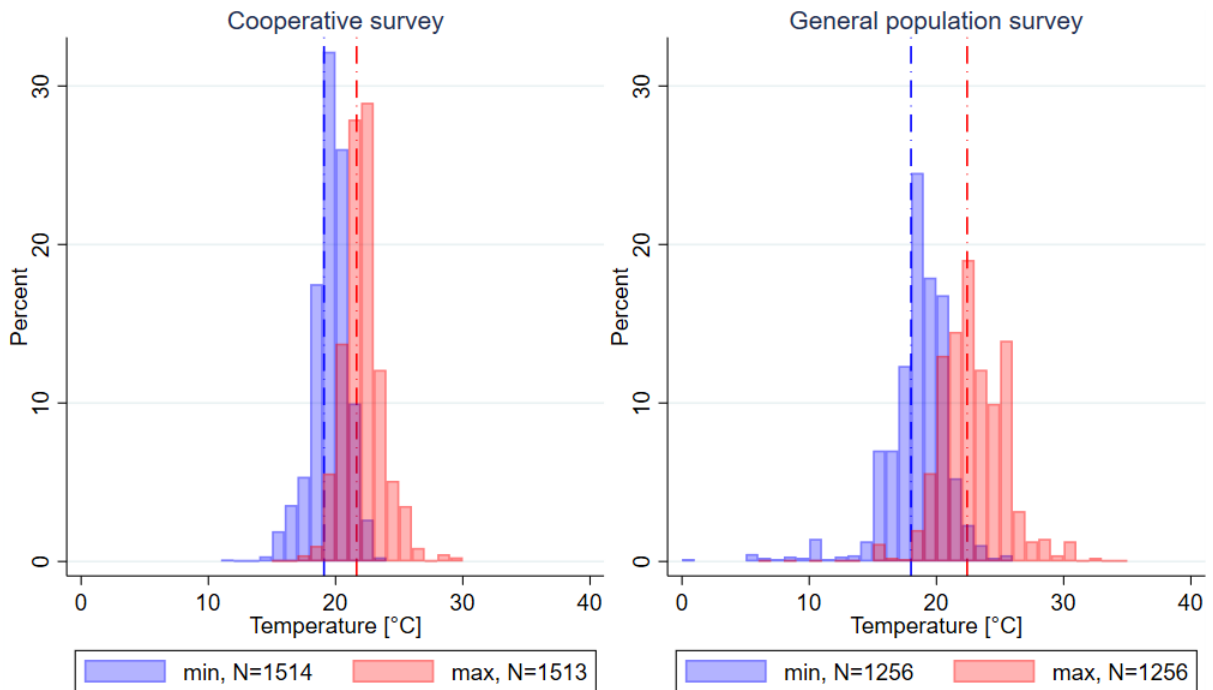 Cooperative survey
Percent
0
10
20
30
0
10
20
30
40
Temperature [°C]
min, N=1514
max, N=1513
General population survey
Percent
0
10
20
30
0
10
20
30
40
Temperature [°C]
min, N=1256
max, N=1256